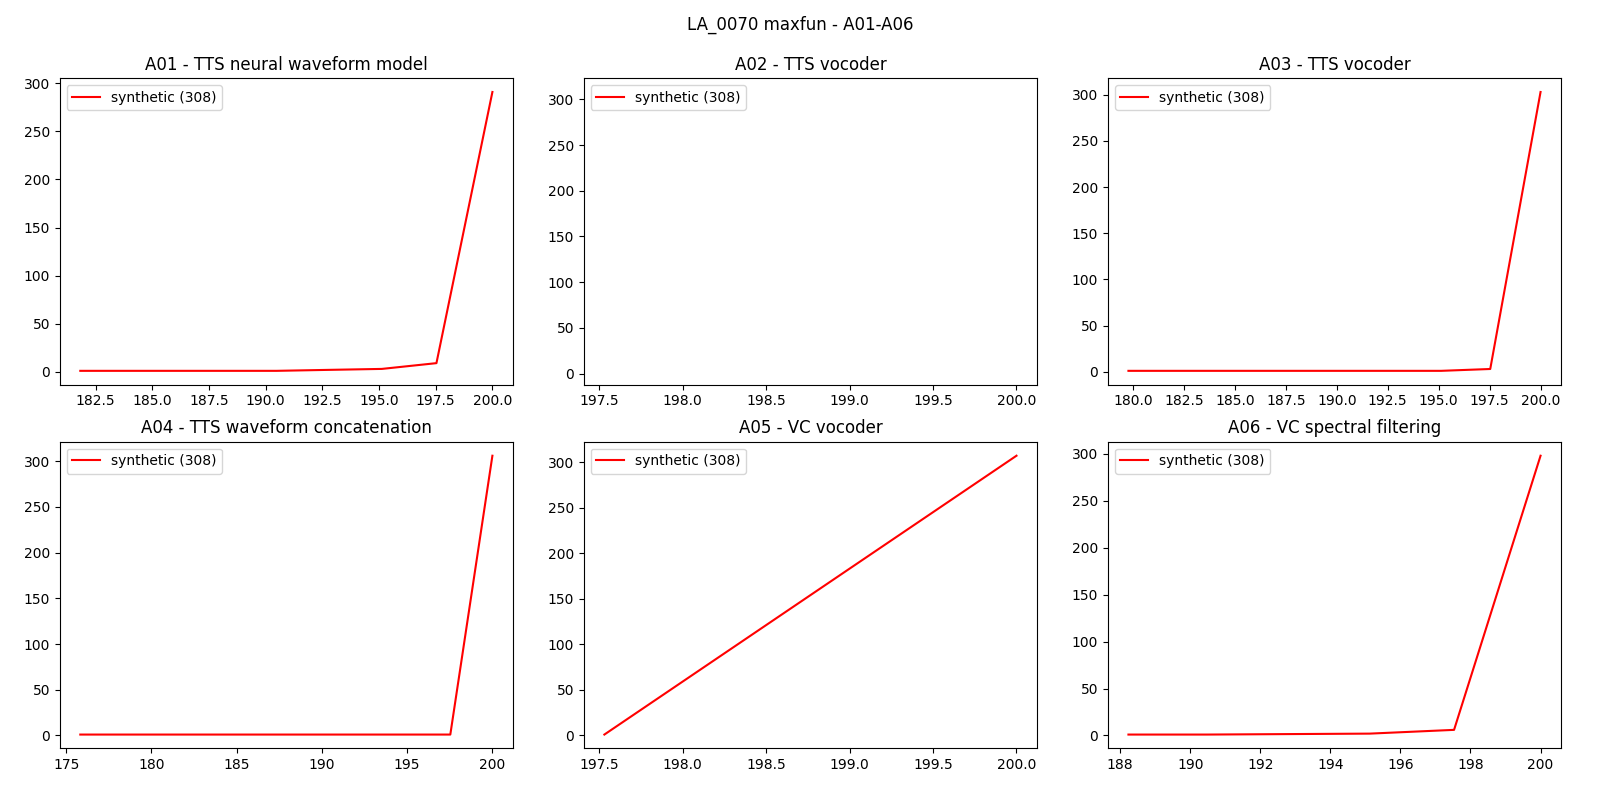 LA_0070 maxfun - A01-A06
A01 - TTS neural waveform model
300
250
200
150
100
50
0
synthetic (308)
182.5 185.0 187.5 190.0 192.5 195.0 197.5 200.0
A02 - TTS vocoder
300
250
200
150
100
50
0
synthetic (308)
197.5 198.0 198.5 199.0 199.5 200.0
A03 - TTS vocoder
300
250
200
150
100
50
0
synthetic (308)
180.0 182.5 185.0 187.5 190.0 192.5 195.0 197.5 200.0
A04 - TTS waveform concatenation
300
250
200
150
100
50
0
synthetic (308)
175 180 185 190 195 200
A05 - VC vocoder
300
250
200
150
100
50
0
synthetic (308)
197.5 198.0 198.5 199.0 199.5 200.0
A06 - VC spectral filtering
300
250
200
150
100
50
0
synthetic (308)
188 190 192 194 196 198 200